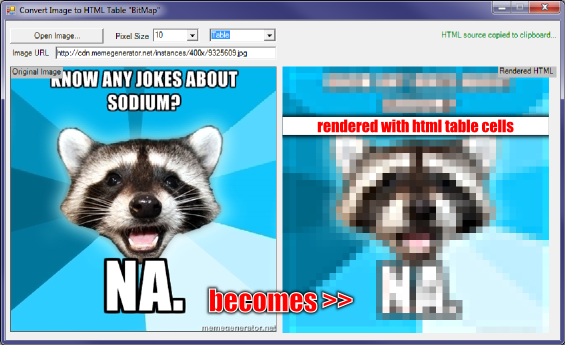 Convert Image to HTML Table "BitMap"
Open Image... Pixel Size 10 Table HTML source copied to clipboard...
Image URL http://cdn.memegenerator.net/instances/400x/9325609.jpg
Original Image Rendered HTML
KNOW ANY JOKES ABOUT
SODIUM?
rendered with html table cells
NA.
NA.
becomes >>
memegenerator.net